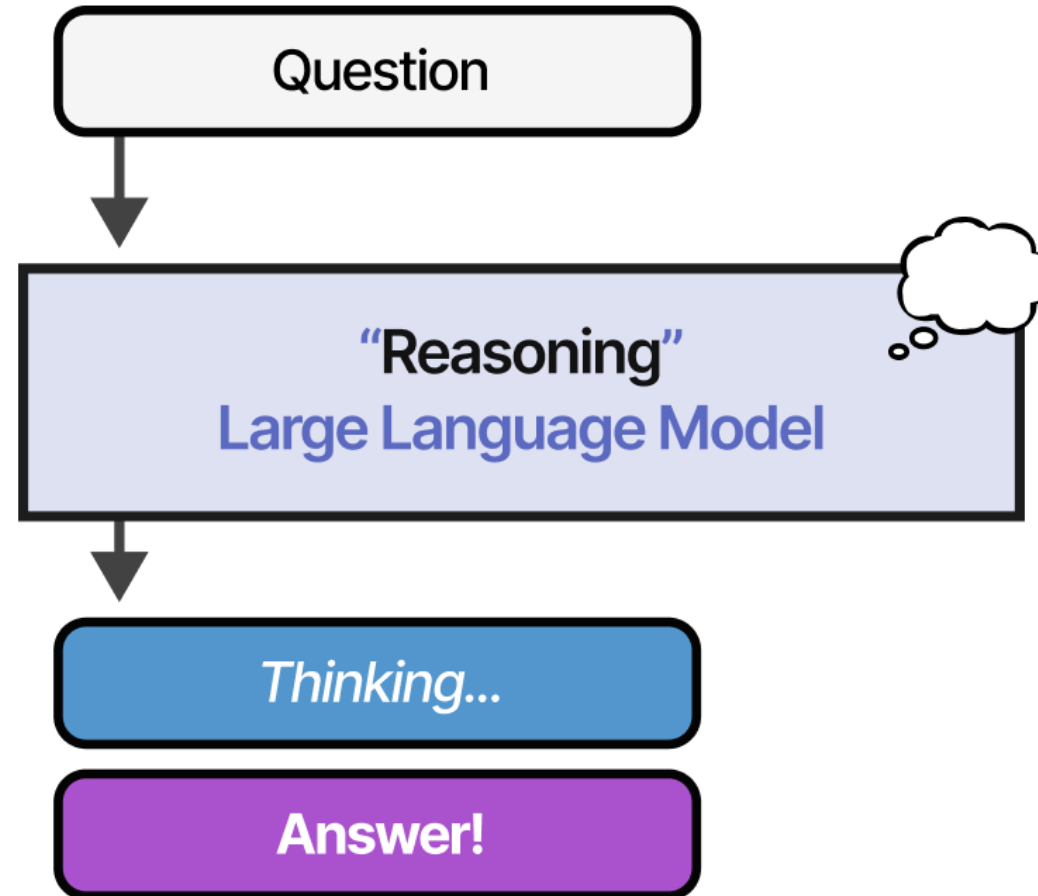 Question
“Reasoning”
Large Language Model
Thinking...
Answer!